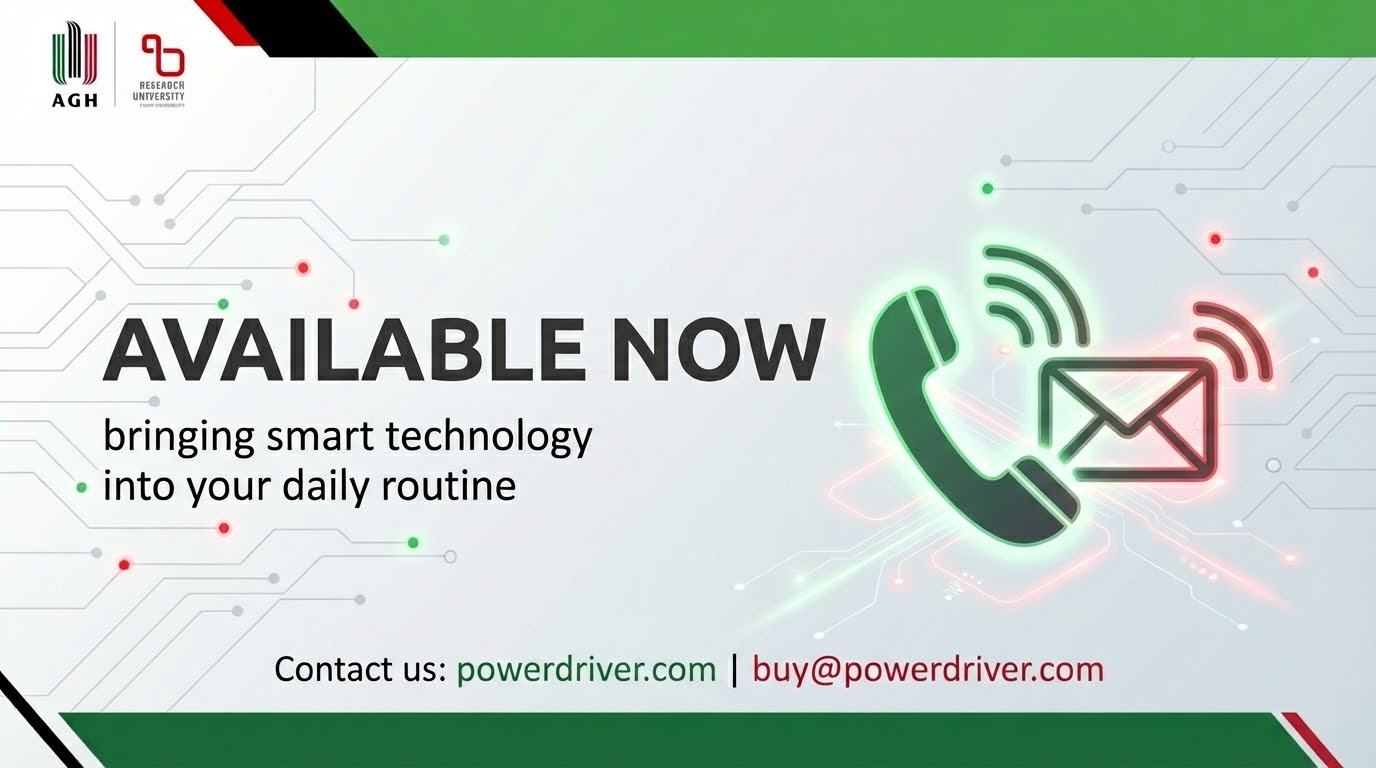 AGH
RESEARCH
UNIVERSITY
AVAILABLE NOW
bringing smart technology
into your daily routine
Contact us: powerdriver.com | buy@powerdriver.com